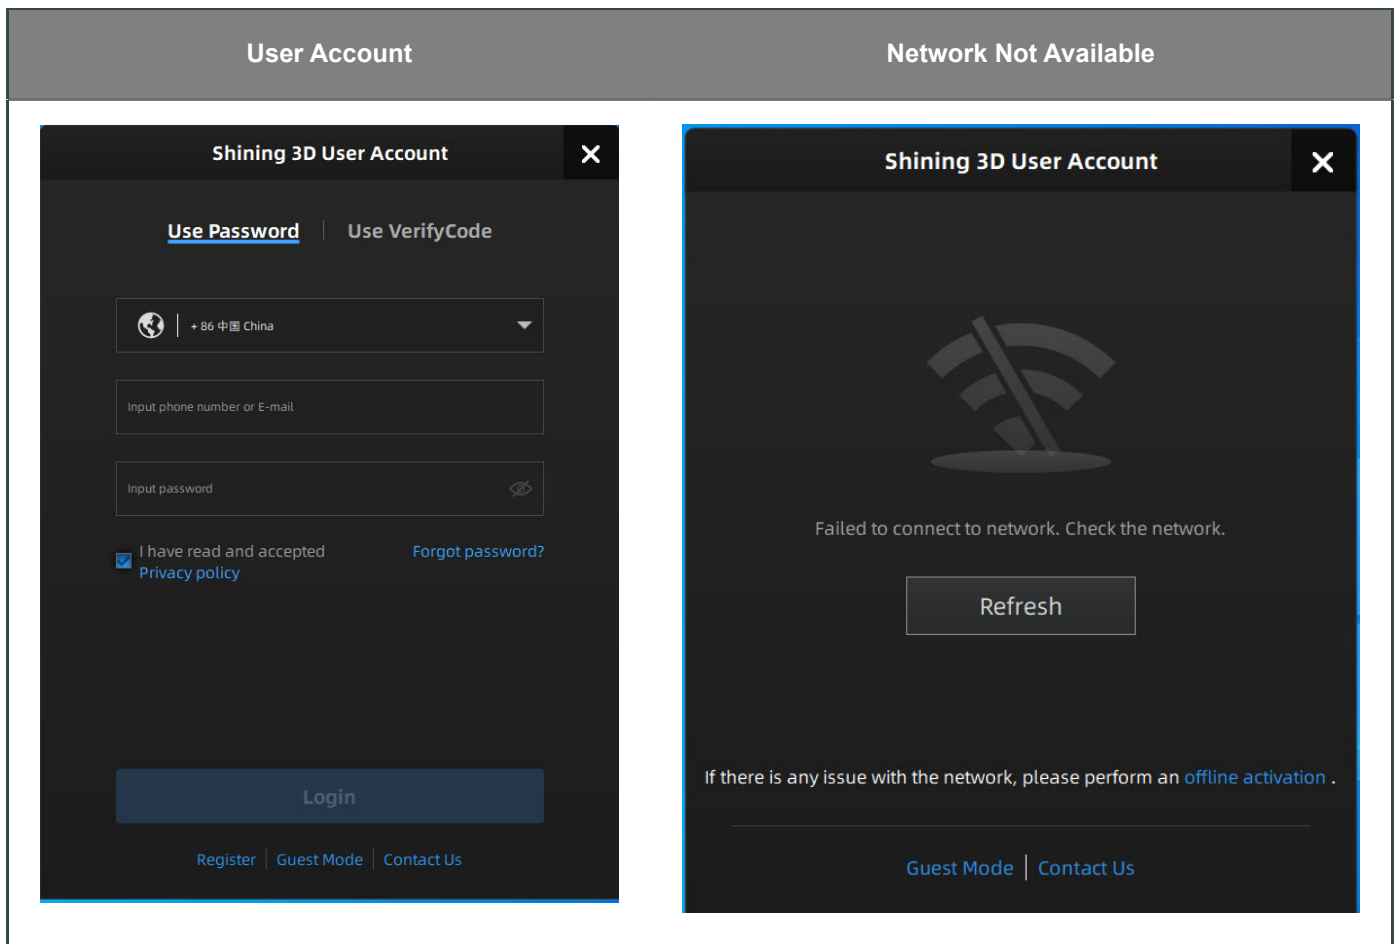 User Account
Network Not Available
Shining 3D User Account
Use Password
Use VerifyCode
+ 86 中国 China
Input phone number or E-mail
Input password
I have read and accepted
Privacy policy
Forgot password?
Login
Register
Guest Mode
Contact Us
Shining 3D User Account
Failed to connect to network. Check the network.
Refresh
If there is any issue with the network, please perform an offline activation .
Guest Mode
Contact Us